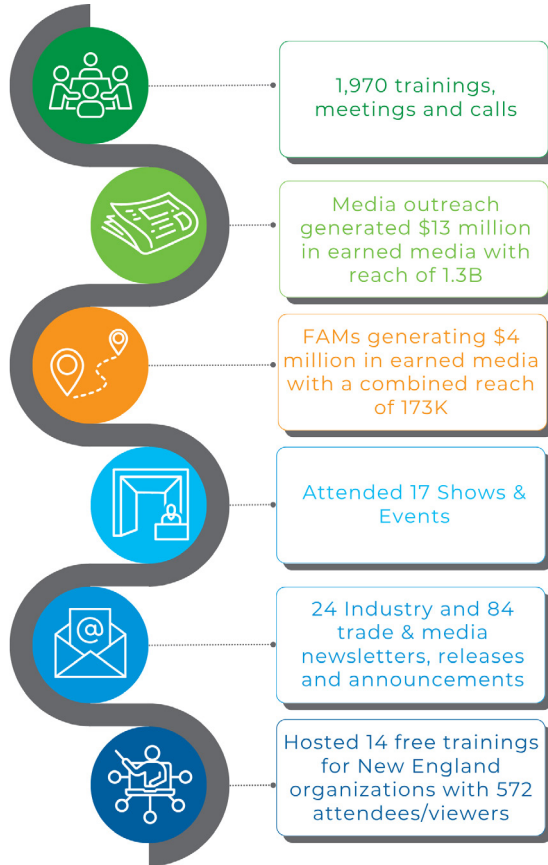 1,970 trainings,
meetings and calls
Media outreach
generated $13 million
in earned media with
reach of 1.3B
FAMs generating $4
million in earned media
with a combined reach
of 173K
Attended 17 Shows &
Events
@
24 Industry and 84
trade & media
newsletters, releases
and announcements
Hosted 14 free trainings
for New England
organizations with 572
attendees/viewers